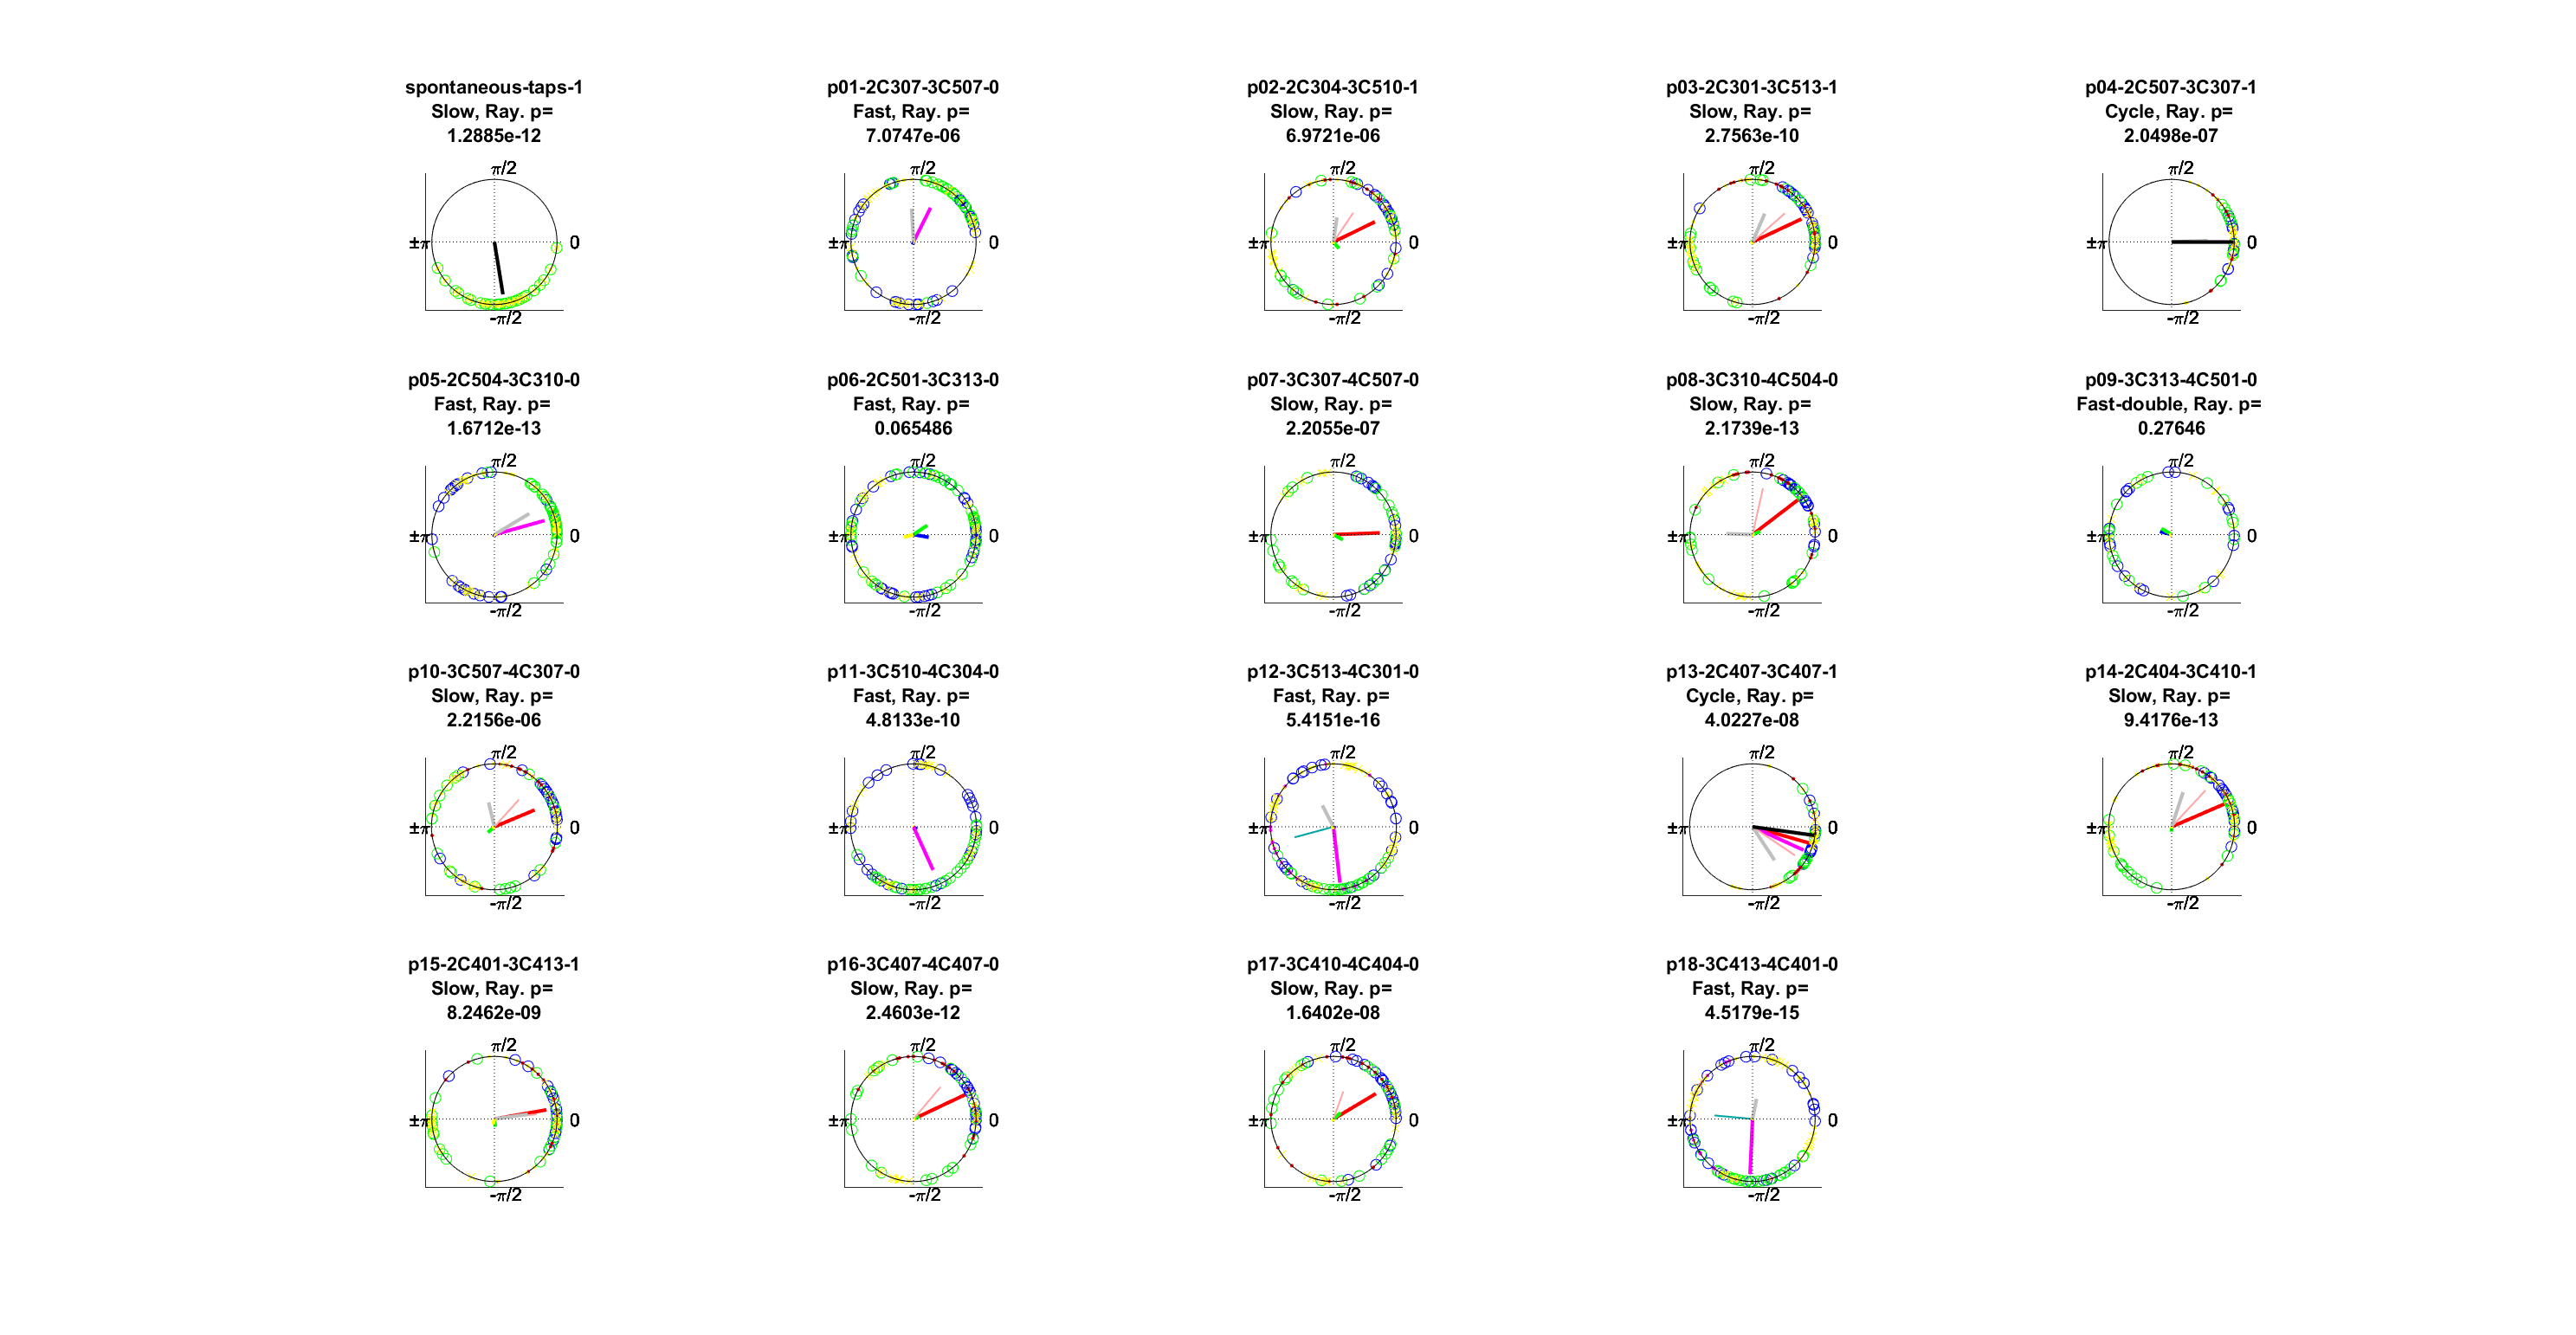 spontaneous-taps-1
Slow, Ray. p=
1.2885e-12
π/2
±π
0
-π/2
p01-2C307-3C507-0
Fast, Ray. p=
7.0747e-06
π/2
±π
0
-π/2
p02-2C304-3C510-1
Slow, Ray. p=
6.9721e-06
π/2
±π
0
-π/2
p03-2C301-3C513-1
Slow, Ray. p=
2.7563e-10
π/2
±π
0
-π/2
p04-2C507-3C307-1
Cycle, Ray. p=
2.0498e-07
π/2
±π
0
-π/2
p05-2C504-3C310-0
Fast, Ray. p=
1.6712e-13
π/2
±π
0
-π/2
p06-2C501-3C313-0
Fast, Ray. p=
0.065486
π/2
±π
0
-π/2
p07-3C307-4C507-0
Slow, Ray. p=
2.2055e-07
π/2
±π
0
-π/2
p08-3C310-4C504-0
Slow, Ray. p=
2.1739e-13
π/2
±π
0
-π/2
p09-3C313-4C501-0
Fast-double, Ray. p=
0.27646
π/2
±π
0
-π/2
p10-3C507-4C307-0
Slow, Ray. p=
2.2156e-06
π/2
±π
0
-π/2
p11-3C510-4C304-0
Fast, Ray. p=
4.8133e-10
π/2
±π
0
-π/2
p12-3C513-4C301-0
Fast, Ray. p=
5.4151e-16
π/2
±π
0
-π/2
p13-2C407-3C407-1
Cycle, Ray. p=
4.0227e-08
π/2
±π
0
-π/2
p14-2C404-3C410-1
Slow, Ray. p=
9.4176e-13
π/2
±π
0
-π/2
p15-2C401-3C413-1
Slow, Ray. p=
8.2462e-09
π/2
±π
0
-π/2
p16-3C407-4C407-0
Slow, Ray. p=
2.4603e-12
π/2
±π
0
-π/2
p17-3C410-4C404-0
Slow, Ray. p=
1.6402e-08
π/2
±π
0
-π/2
p18-3C413-4C401-0
Fast, Ray. p=
4.5179e-15
π/2
±π
0
-π/2